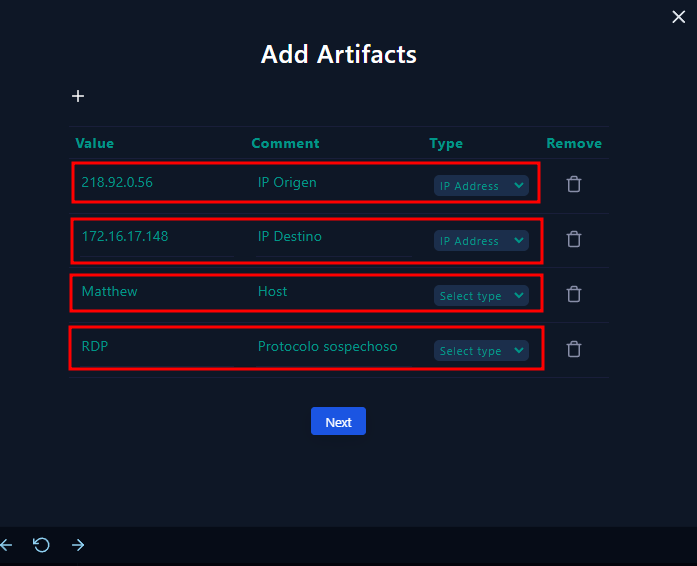 Add Artifacts
Value Comment Type Remove
218.92.0.56 IP Origen IP Address
172.16.17.148 IP Destino IP Address
Matthew Host Select type
RDP Protocolo sospechoso Select type
Next